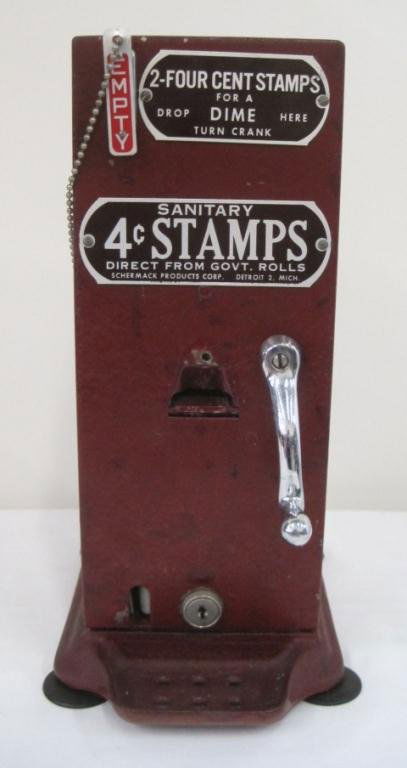 EMPTY
2-FOUR CENT STAMPS
FOR A
DROP DIME HERE
TURN CRANK
SANITARY
4¢ STAMPS
DIRECT FROM GOVT. ROLLS
SCHERMACK PRODUCTS CORP. DETROIT 2, MICH.